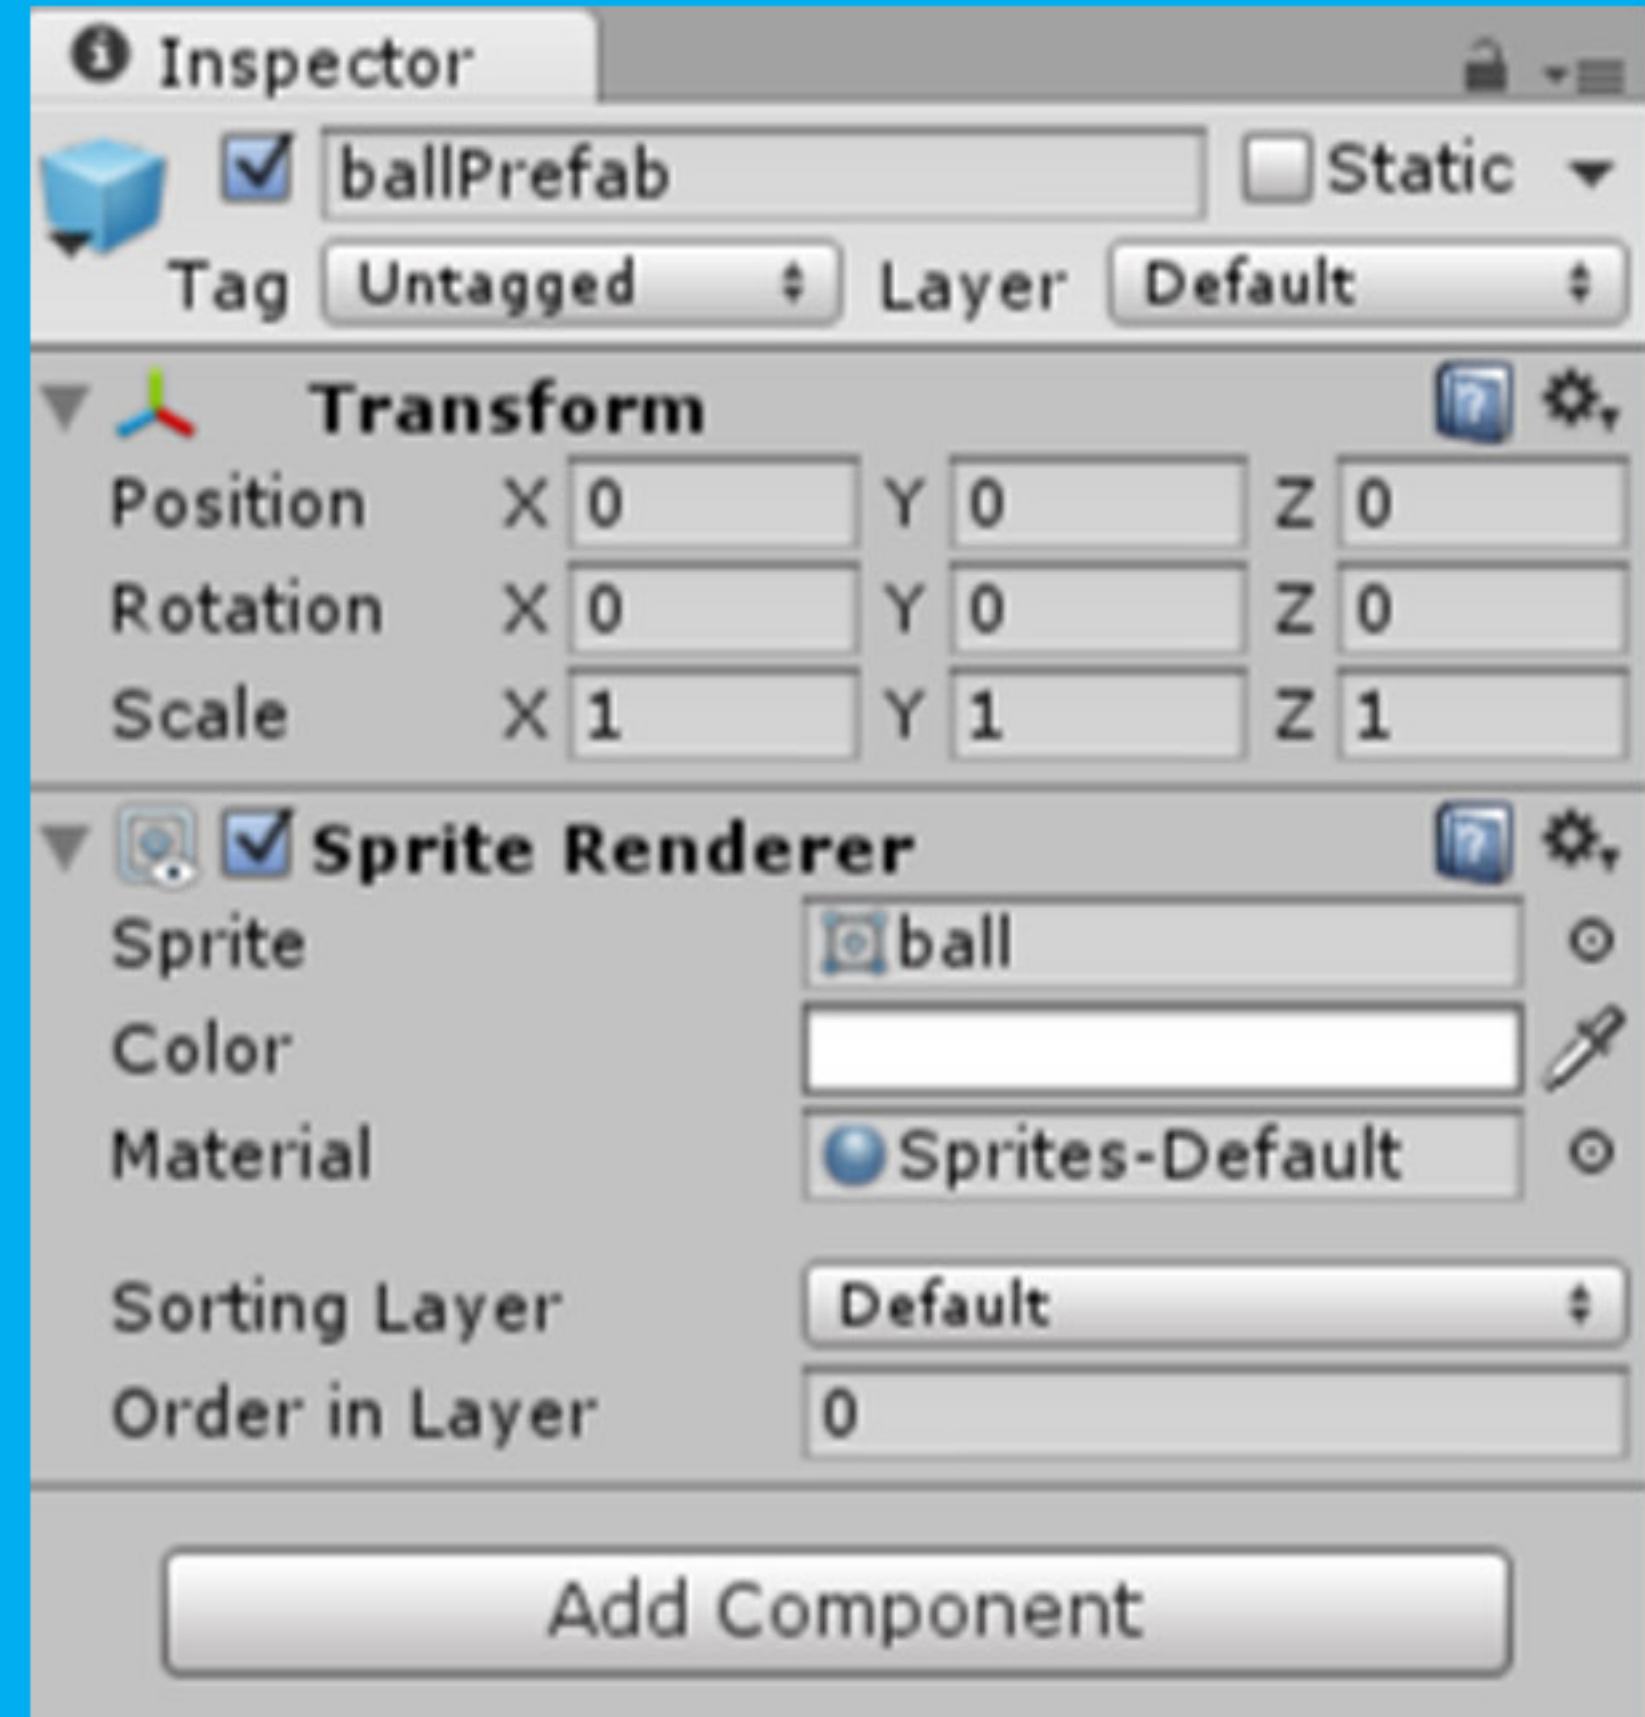 Inspector
ballPrefab Static
Tag Untagged Layer Default
Transform
Position X 0 Y 0 Z 0
Rotation X 0 Y 0 Z 0
Scale X 1 Y 1 Z 1
Sprite Renderer
Sprite ball
Color
Material Sprites-Default
Sorting Layer Default
Order in Layer 0
Add Component